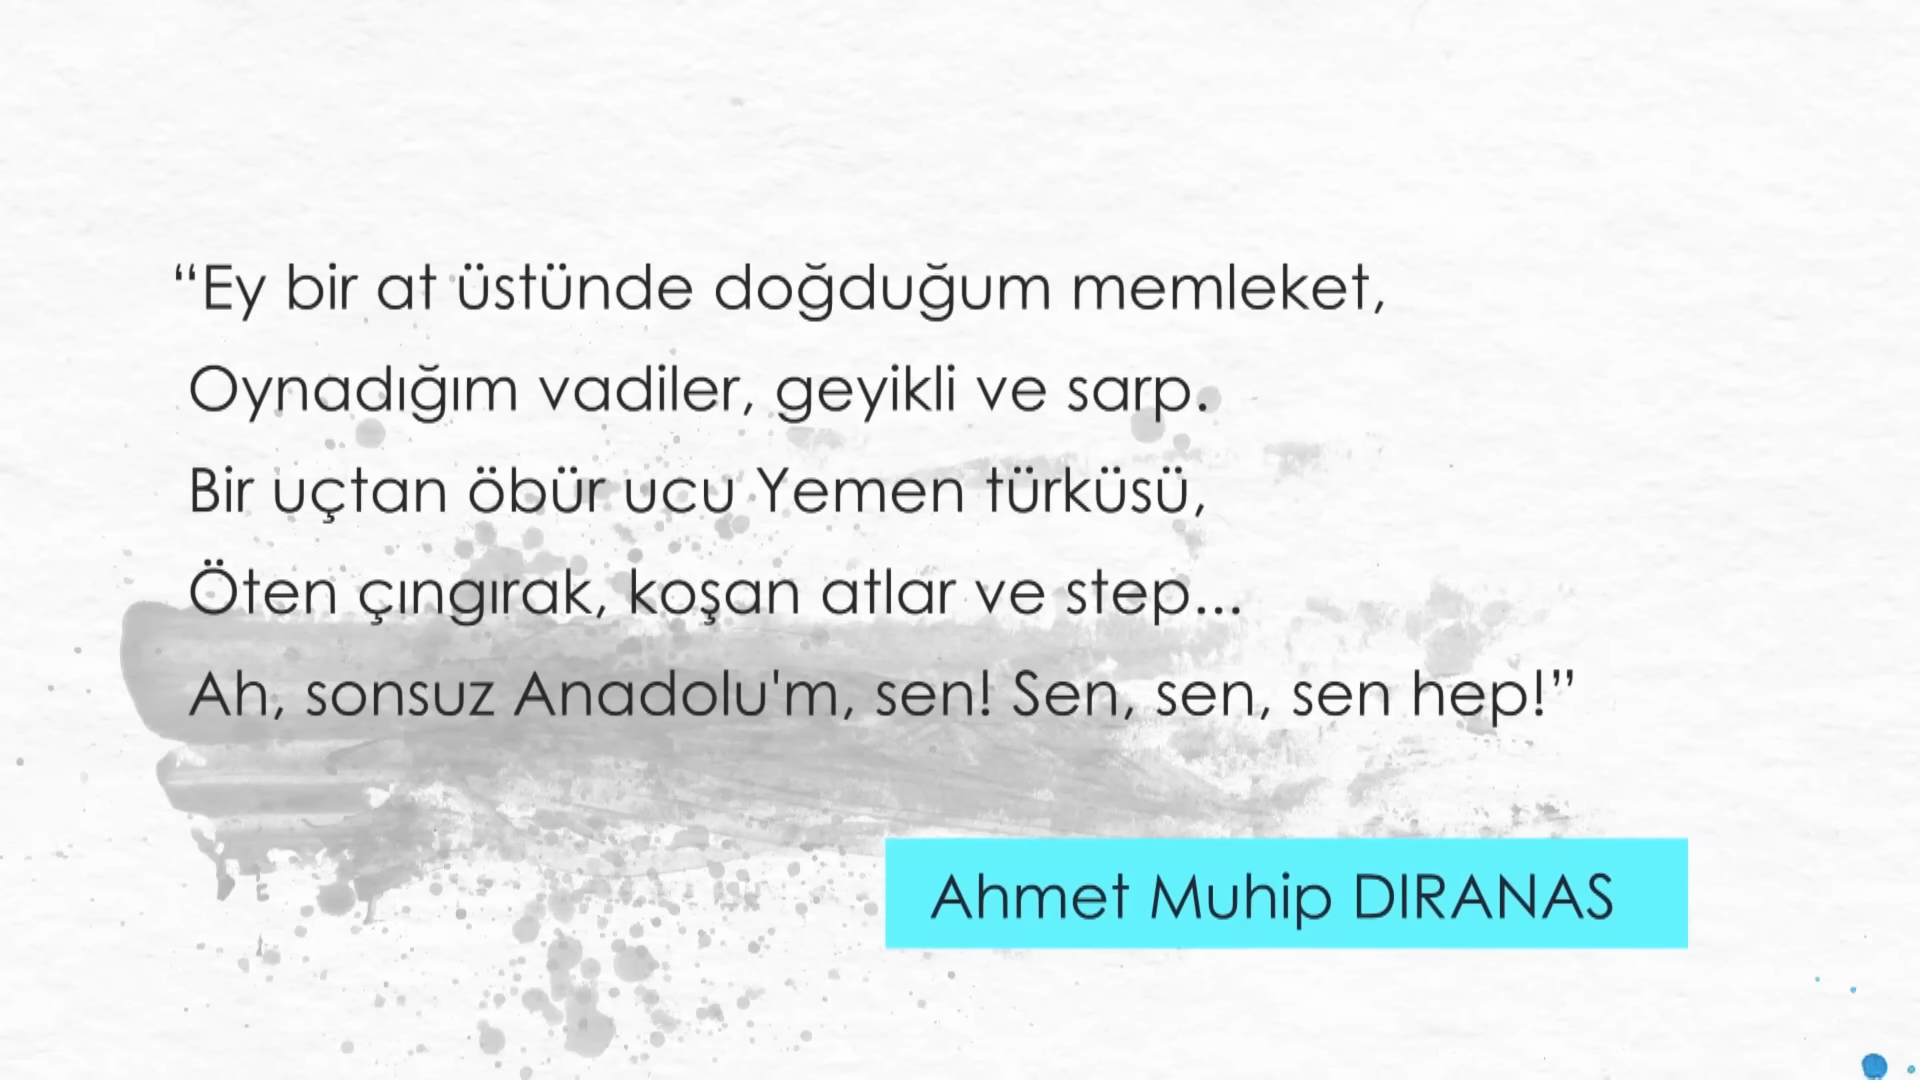 “Ey bir at üstünde doğduğum memleket,
Oynadığım vadiler, geyikli ve sarp.
Bir uçtan öbür ucu Yemen türküsü,
Öten çıngırak, koşan atlar ve step...
Ah, sonsuz Anadolu'm, sen! Sen, sen, sen hep!”
Ahmet Muhip DIRANAS